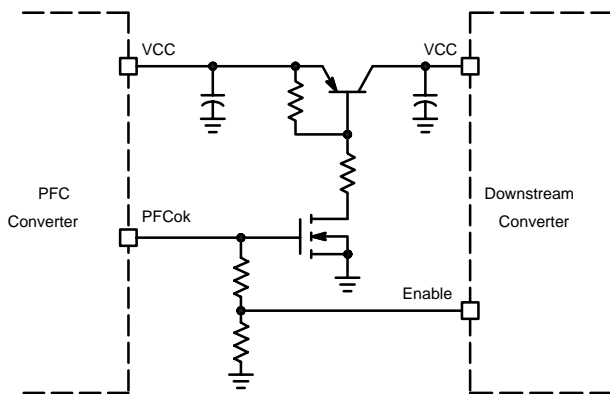 VCC
VCC
PFC
Converter
PFCok
Downstream
Converter
Enable